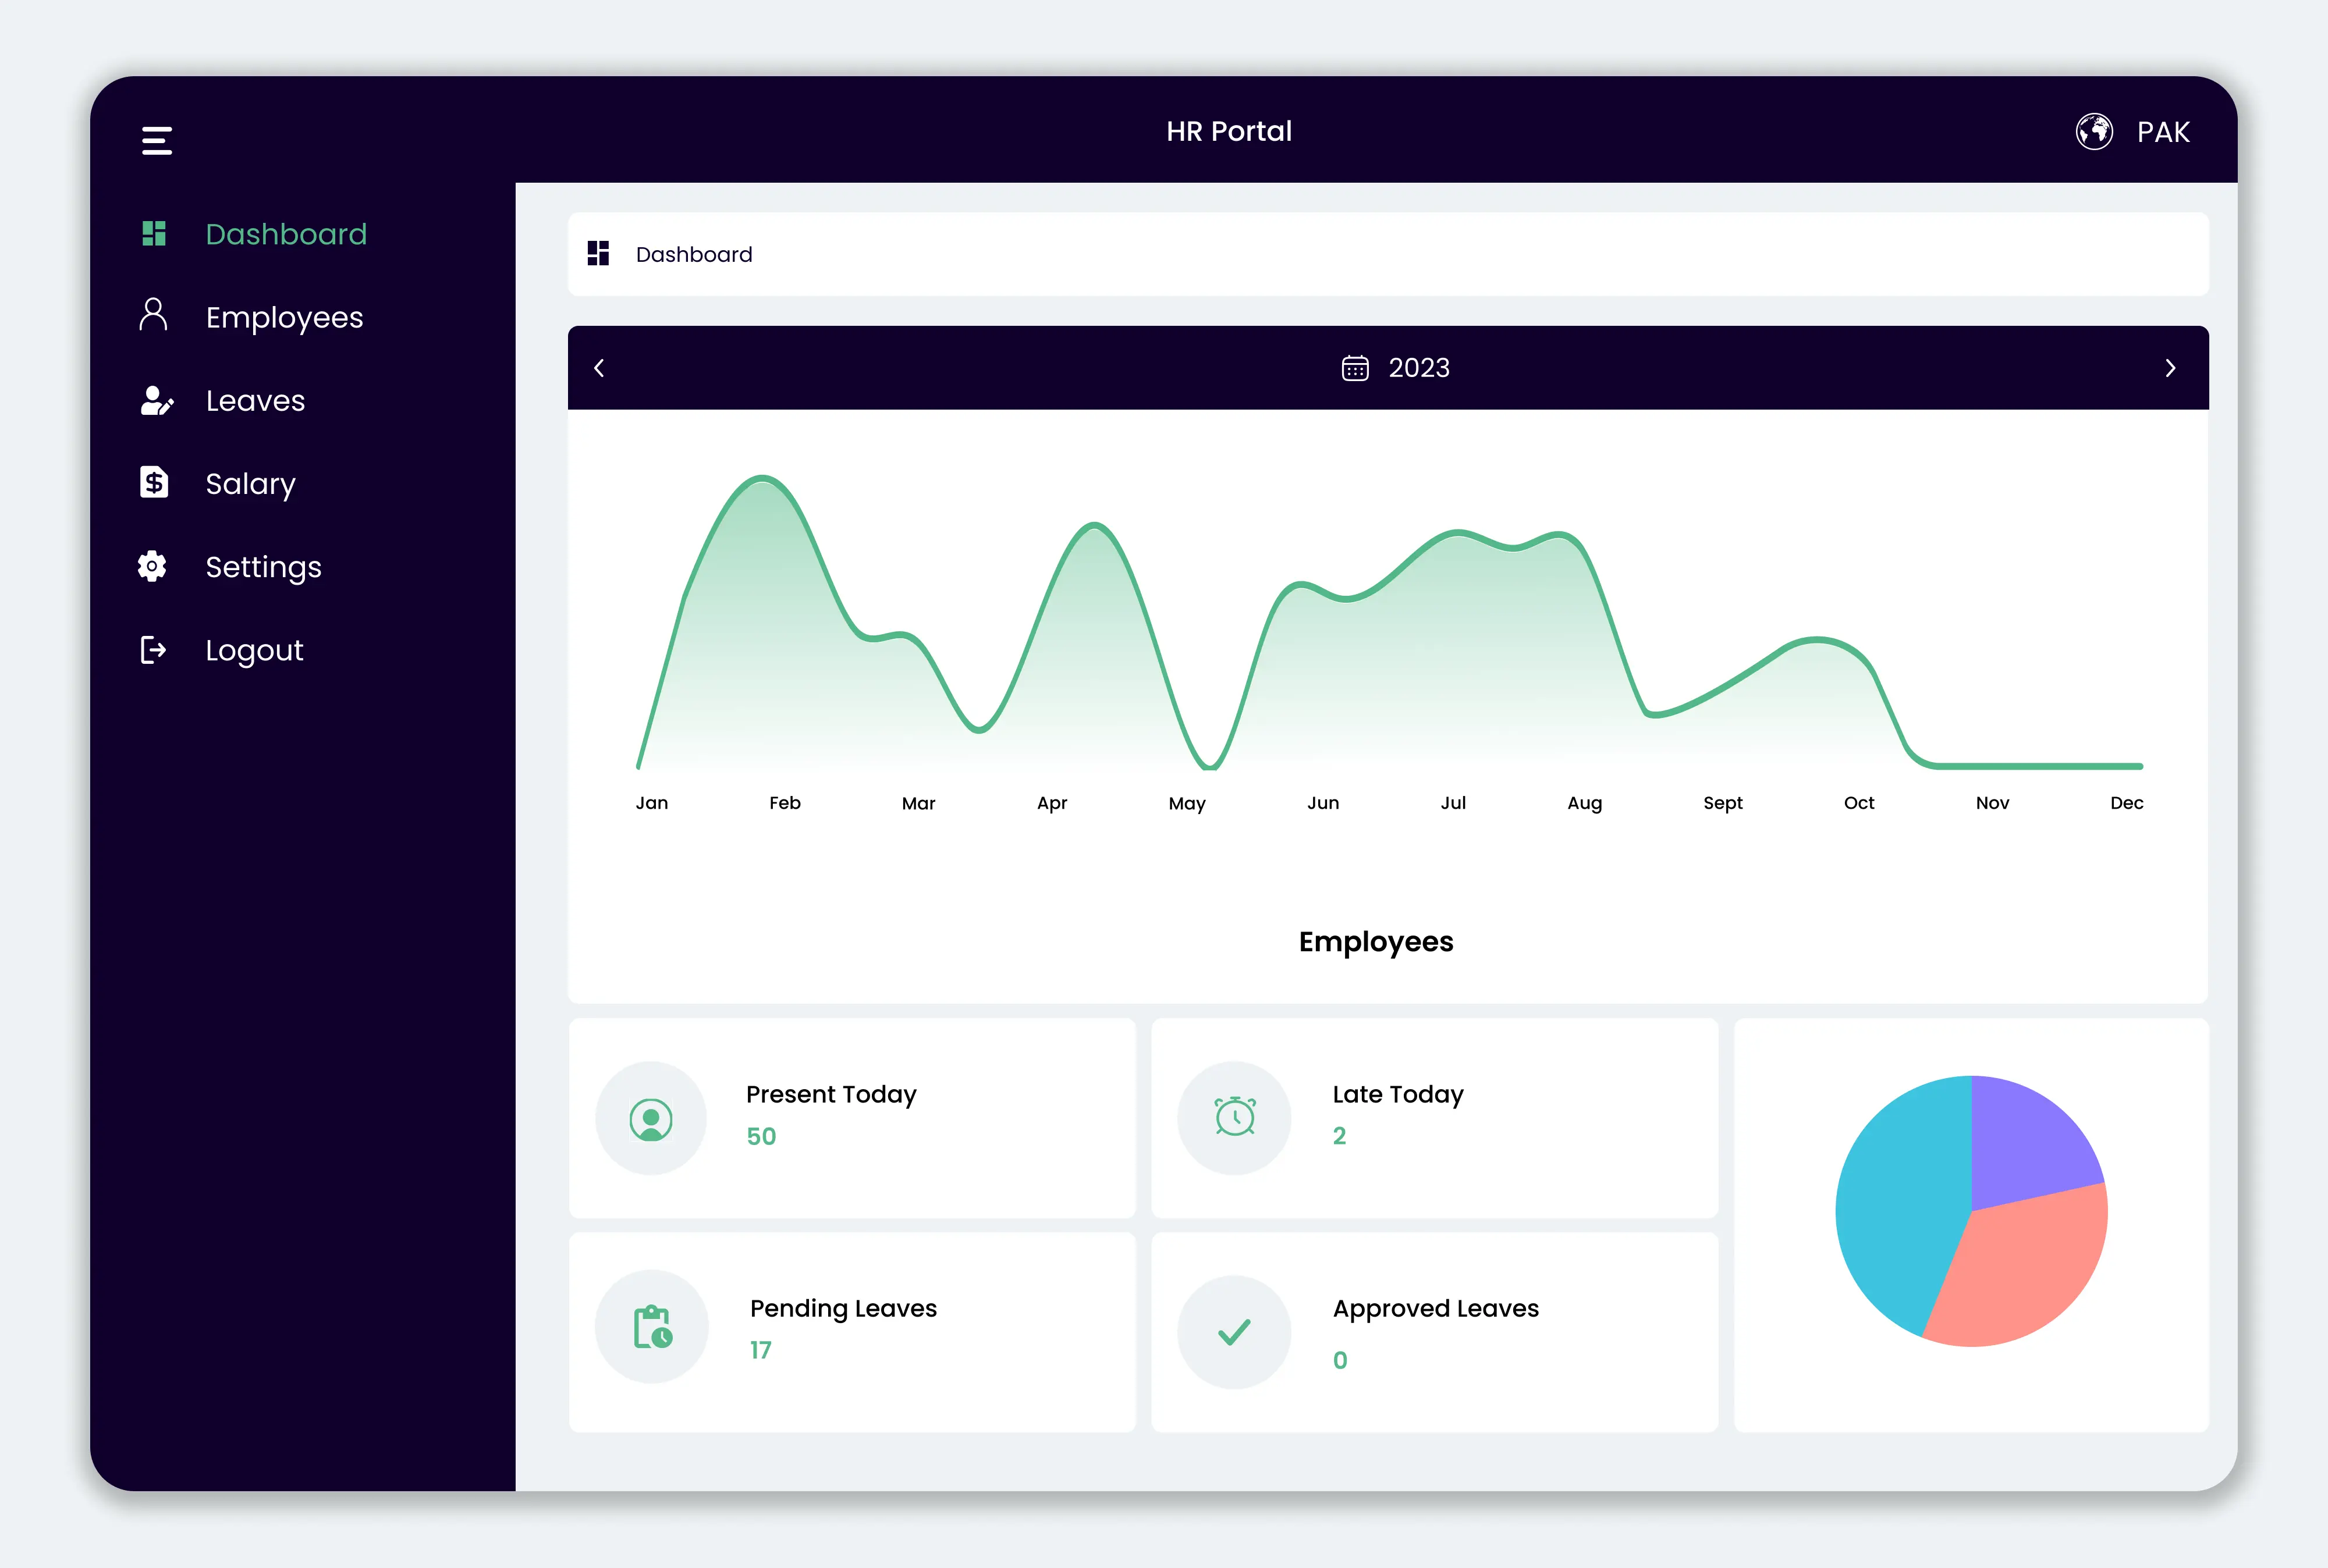 HR Portal
PAK
Dashboard
Employees
Leaves
Salary
Settings
Logout
Dashboard
2023
Jan Feb Mar Apr May Jun Jul Aug Sept Oct Nov Dec
Employees
Present Today
50
Late Today
2
Pending Leaves
17
Approved Leaves
0